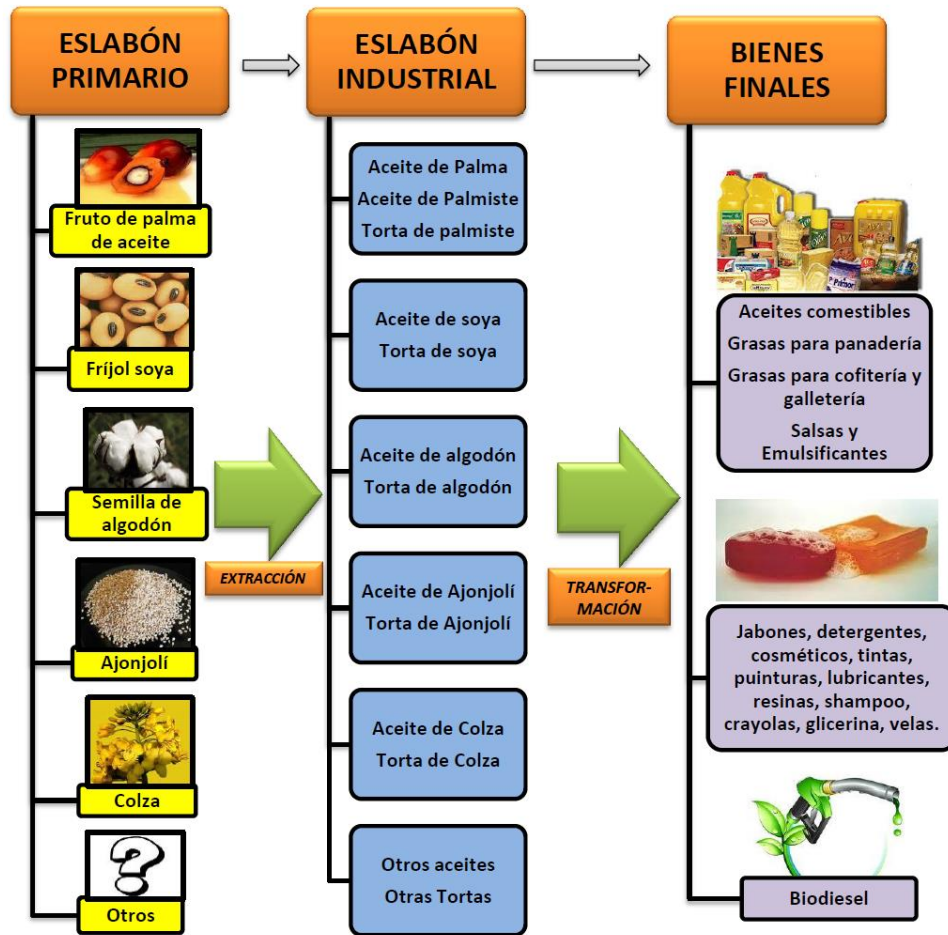 ESLABÓN
PRIMARIO
ESLABÓN
INDUSTRIAL
BIENES
FINALES
Fruto de palma
de aceite
Fríjol soya
Semilla de
algodón
Ajonjolí
Colza
?
Otros
EXTRACCIÓN
Aceite de Palma
Aceite de Palmiste
Torta de palmiste
Aceite de soya
Torta de soya
Aceite de algodón
Torta de algodón
Aceite de Ajonjolí
Torta de Ajonjolí
Aceite de Colza
Torta de Colza
Otros aceites
Otras Tortas
TRANSFOR-
MACIÓN
Primor
Aceites comestibles
Grasas para panadería
Grasas para cofitería y
galletería
Salsas y
Emulsificantes
Jabones, detergentes,
cosméticos, tintas,
puinturas, lubricantes,
resinas, shampoo,
crayolas, glicerina, velas.
Biodiesel